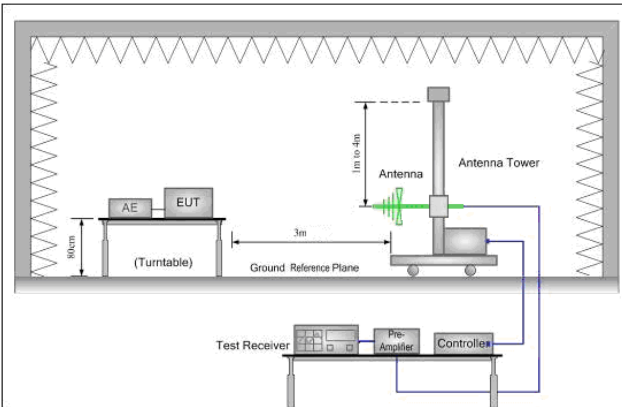 1m to 4m
Antenna
Antenna Tower
AE
EUT
80cm
3m
(Turntable)
Ground Reference Plane
Test Receiver
Pre-
Amplifier
Controller